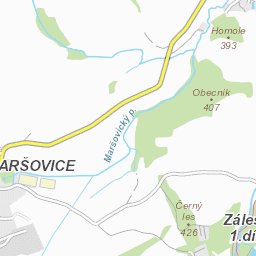 Homole
393
Obecník
407
Maršovický p.
ARŠOVICE
Černý
les
426
Záles
1.dí